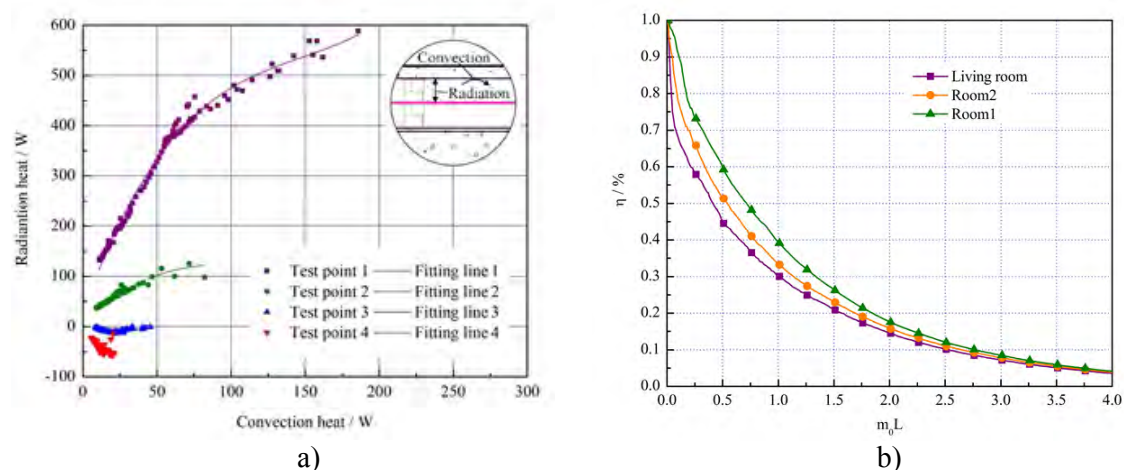 600
500
400
300
200
100
0
-100
Radiantion heat / W
Convection
Radiation
Test point 1 Fitting line 1
Test point 2 Fitting line 2
Test point 3 Fitting line 3
Test point 4 Fitting line 4
0 50 100 150 200 250 300
Convection heat / W
a)
1.0
0.9
0.8
0.7
0.6
0.5
0.4
0.3
0.2
0.1
0.0
η / %
Living room
Room2
Room1
0.0 0.5 1.0 1.5 2.0 2.5 3.0 3.5 4.0
m₀L
b)